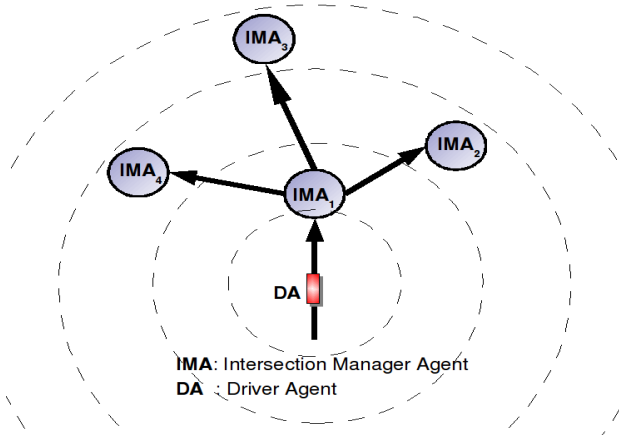 IMA3
IMA2
IMA4
IMA1
DA
IMA: Intersection Manager Agent
DA : Driver Agent